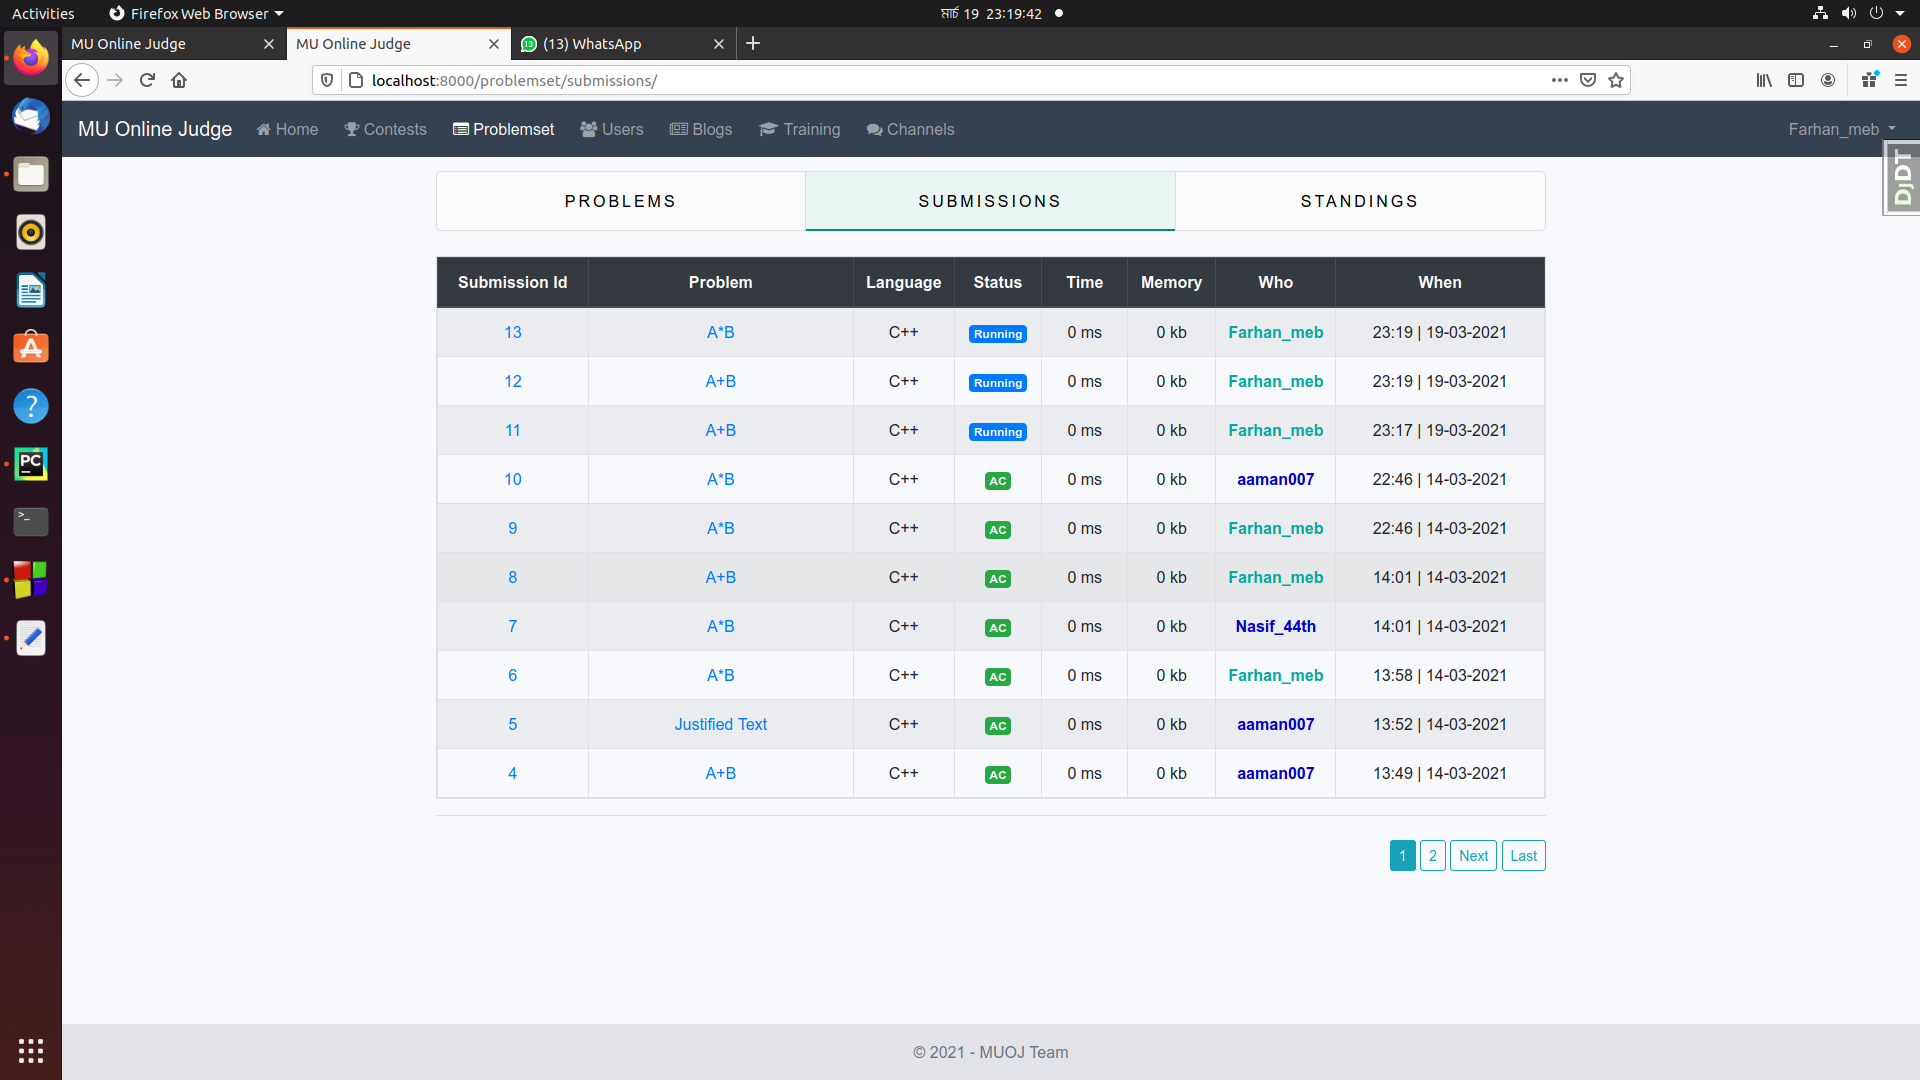 Activities Firefox Web Browser মার্চ 19 23:19:42
MU Online Judge MU Online Judge (13) WhatsApp
localhost:8000/problemset/submissions/
MU Online Judge Home Contests Problemset Users Blogs Training Channels Farhan_meb
DjDT
PROBLEMS SUBMISSIONS STANDINGS
Submission Id Problem Language Status Time Memory Who When
13 A*B C++ Running 0 ms 0 kb Farhan_meb 23:19 | 19-03-2021
12 A+B C++ Running 0 ms 0 kb Farhan_meb 23:19 | 19-03-2021
11 A+B C++ Running 0 ms 0 kb Farhan_meb 23:17 | 19-03-2021
10 A*B C++ AC 0 ms 0 kb aaman007 22:46 | 14-03-2021
9 A*B C++ AC 0 ms 0 kb Farhan_meb 22:46 | 14-03-2021
8 A+B C++ AC 0 ms 0 kb Farhan_meb 14:01 | 14-03-2021
7 A*B C++ AC 0 ms 0 kb Nasif_44th 14:01 | 14-03-2021
6 A*B C++ AC 0 ms 0 kb Farhan_meb 13:58 | 14-03-2021
5 Justified Text C++ AC 0 ms 0 kb aaman007 13:52 | 14-03-2021
4 A+B C++ AC 0 ms 0 kb aaman007 13:49 | 14-03-2021
1 2 Next Last
© 2021 - MUOJ Team